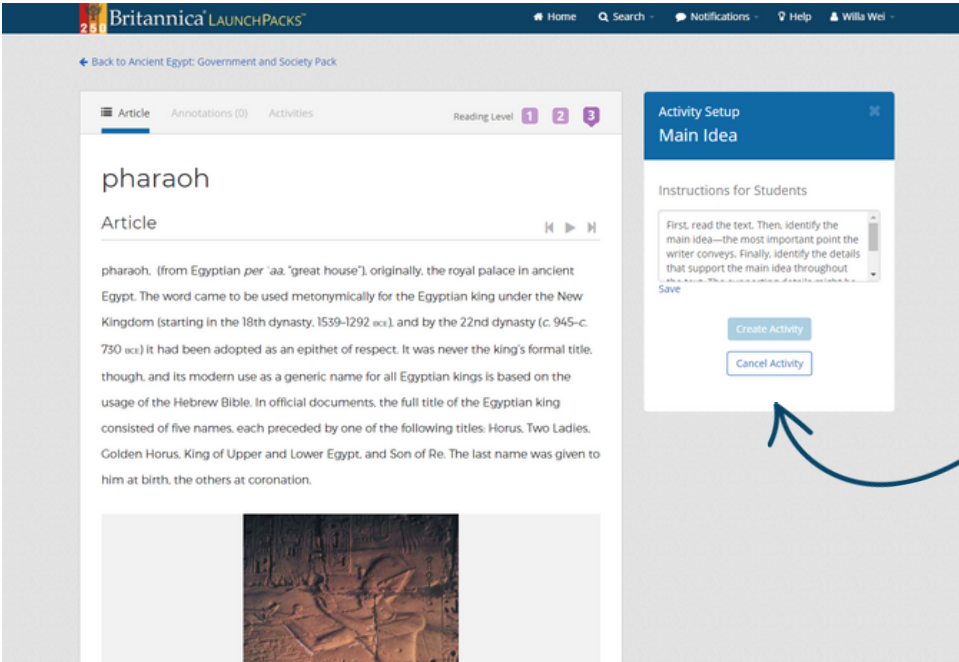 250 Britannica® LAUNCHPACKS™
Home Search Notifications Help Willa Wei
Back to Ancient Egypt: Government and Society Pack
Article Annotations (0) Activities Reading Level 1 2 3
pharaoh
Article
pharaoh, (from Egyptian per ʿaa, "great house"), originally, the royal palace in ancient
Egypt. The word came to be used metonymically for the Egyptian king under the New
Kingdom (starting in the 18th dynasty, 1539–1292 BCE), and by the 22nd dynasty (c. 945–c.
730 BCE) it had been adopted as an epithet of respect. It was never the king's formal title,
though, and its modern use as a generic name for all Egyptian kings is based on the
usage of the Hebrew Bible. In official documents, the full title of the Egyptian king
consisted of five names, each preceded by one of the following titles: Horus, Two Ladies,
Golden Horus, King of Upper and Lower Egypt, and Son of Re. The last name was given to
him at birth, the others at coronation.
Activity Setup
Main Idea
Instructions for Students
First, read the text. Then, identify the
main idea—the most important point the
writer conveys. Finally, identify the details
that support the main idea throughout
the text. The supporting details might be
Save
Create Activity
Cancel Activity